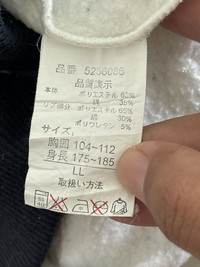 品番 5256085
品質表示
本体 ポリエステル 65%
綿 35%
リブ部分 ポリエステル 65%
綿 30%
ポリウレタン 5%
サイズ:
胸囲 104~112
身長 175~185
LL
取扱い方法